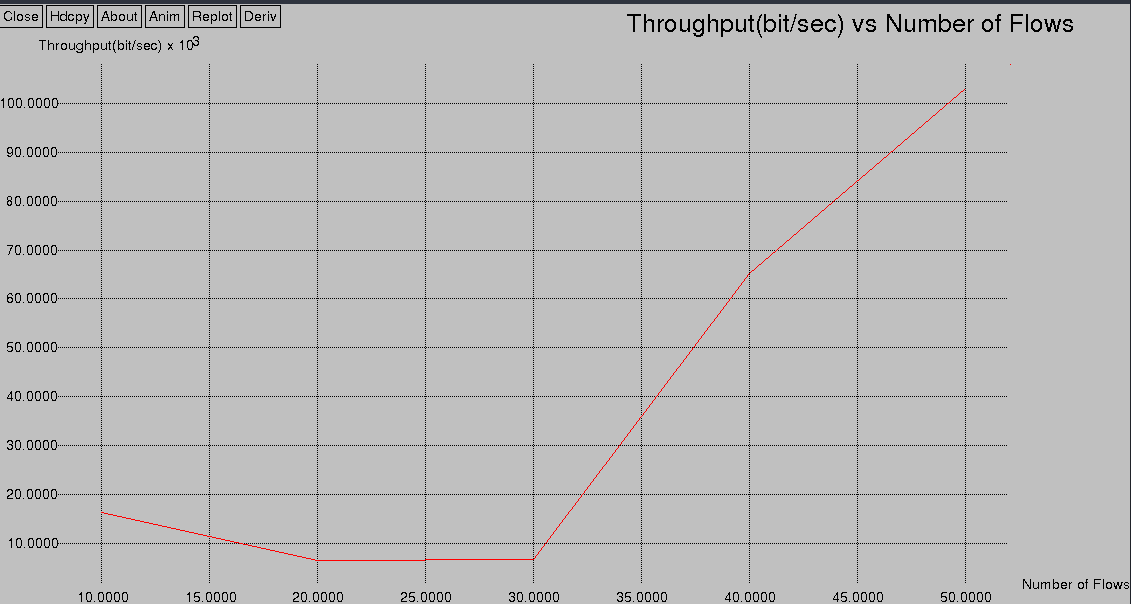 Close Hdcpy About Anim Replot Deriv
Throughput(bit/sec) vs Number of Flows
Throughput(bit/sec) x 10³
100.0000
90.0000
80.0000
70.0000
60.0000
50.0000
40.0000
30.0000
20.0000
10.0000
Number of Flows
10.0000 15.0000 20.0000 25.0000 30.0000 35.0000 40.0000 45.0000 50.0000